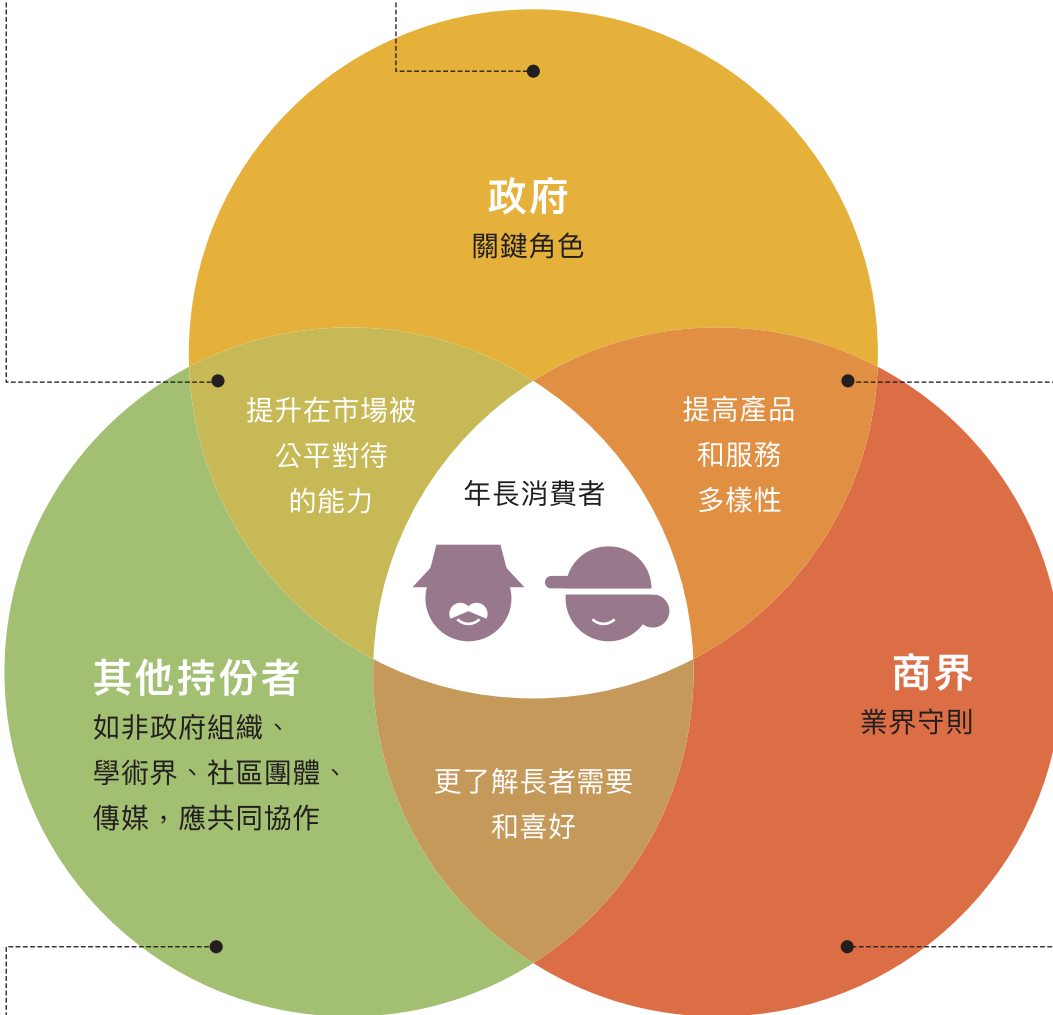 政府
關鍵角色
提升在市場被
公平對待
的能力
提高產品
和服務
多樣性
年長消費者
其他持份者
如非政府組織、
學術界、社區團體、
傳媒，應共同協作
商界
業界守則
更了解長者需要
和喜好